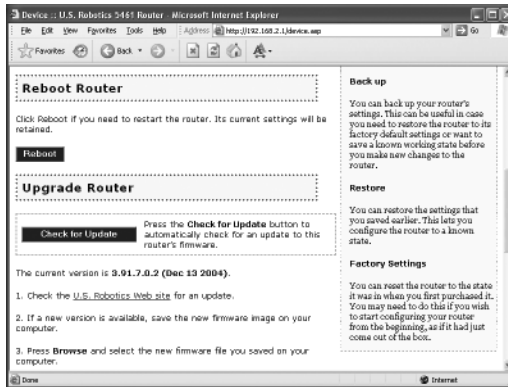 Device :: U.S. Robotics 5461 Router - Microsoft Internet Explorer
File Edit View Favorites Tools Help Address http://192.168.2.1/device.asp Go
Favorites Back
Reboot Router
Click Reboot if you need to restart the router. Its current settings will be
retained.
Reboot
Upgrade Router
Check for Update
Press the Check for Update button to
automatically check for an update to this
router's firmware.
The current version is 3.91.7.0.2 (Dec 13 2004).
1. Check the U.S. Robotics Web site for an update.
2. If a new version is available, save the new firmware image on your
computer.
3. Press Browse and select the new firmware file you saved on your
computer.
Back up
You can back up your router's
settings. This can be useful in case
you need to restore the router to its
factory default settings or want to
save a known working state before
you make new changes to the
router.
Restore
You can restore the settings that
you saved earlier. This lets you
configure the router to a known
state.
Factory Settings
You can reset the router to the state
it was in when you first purchased it.
You may need to do this if you wish
to start configuring your router
from the beginning, as if it had just
come out of the box.
Done
Internet